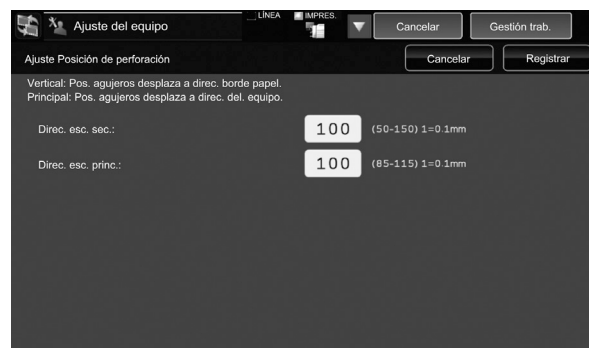 LÍNEA
IMPRES.
Ajuste del equipo
Cancelar
Gestión trab.
Ajuste Posición de perforación
Cancelar
Registrar
Vertical: Pos. agujeros desplaza a direc. borde papel.
Principal: Pos. agujeros desplaza a direc. del. equipo.
Direc. esc. sec.: 100 (50-150) 1=0.1mm
Direc. esc. princ.: 100 (85-115) 1=0.1mm